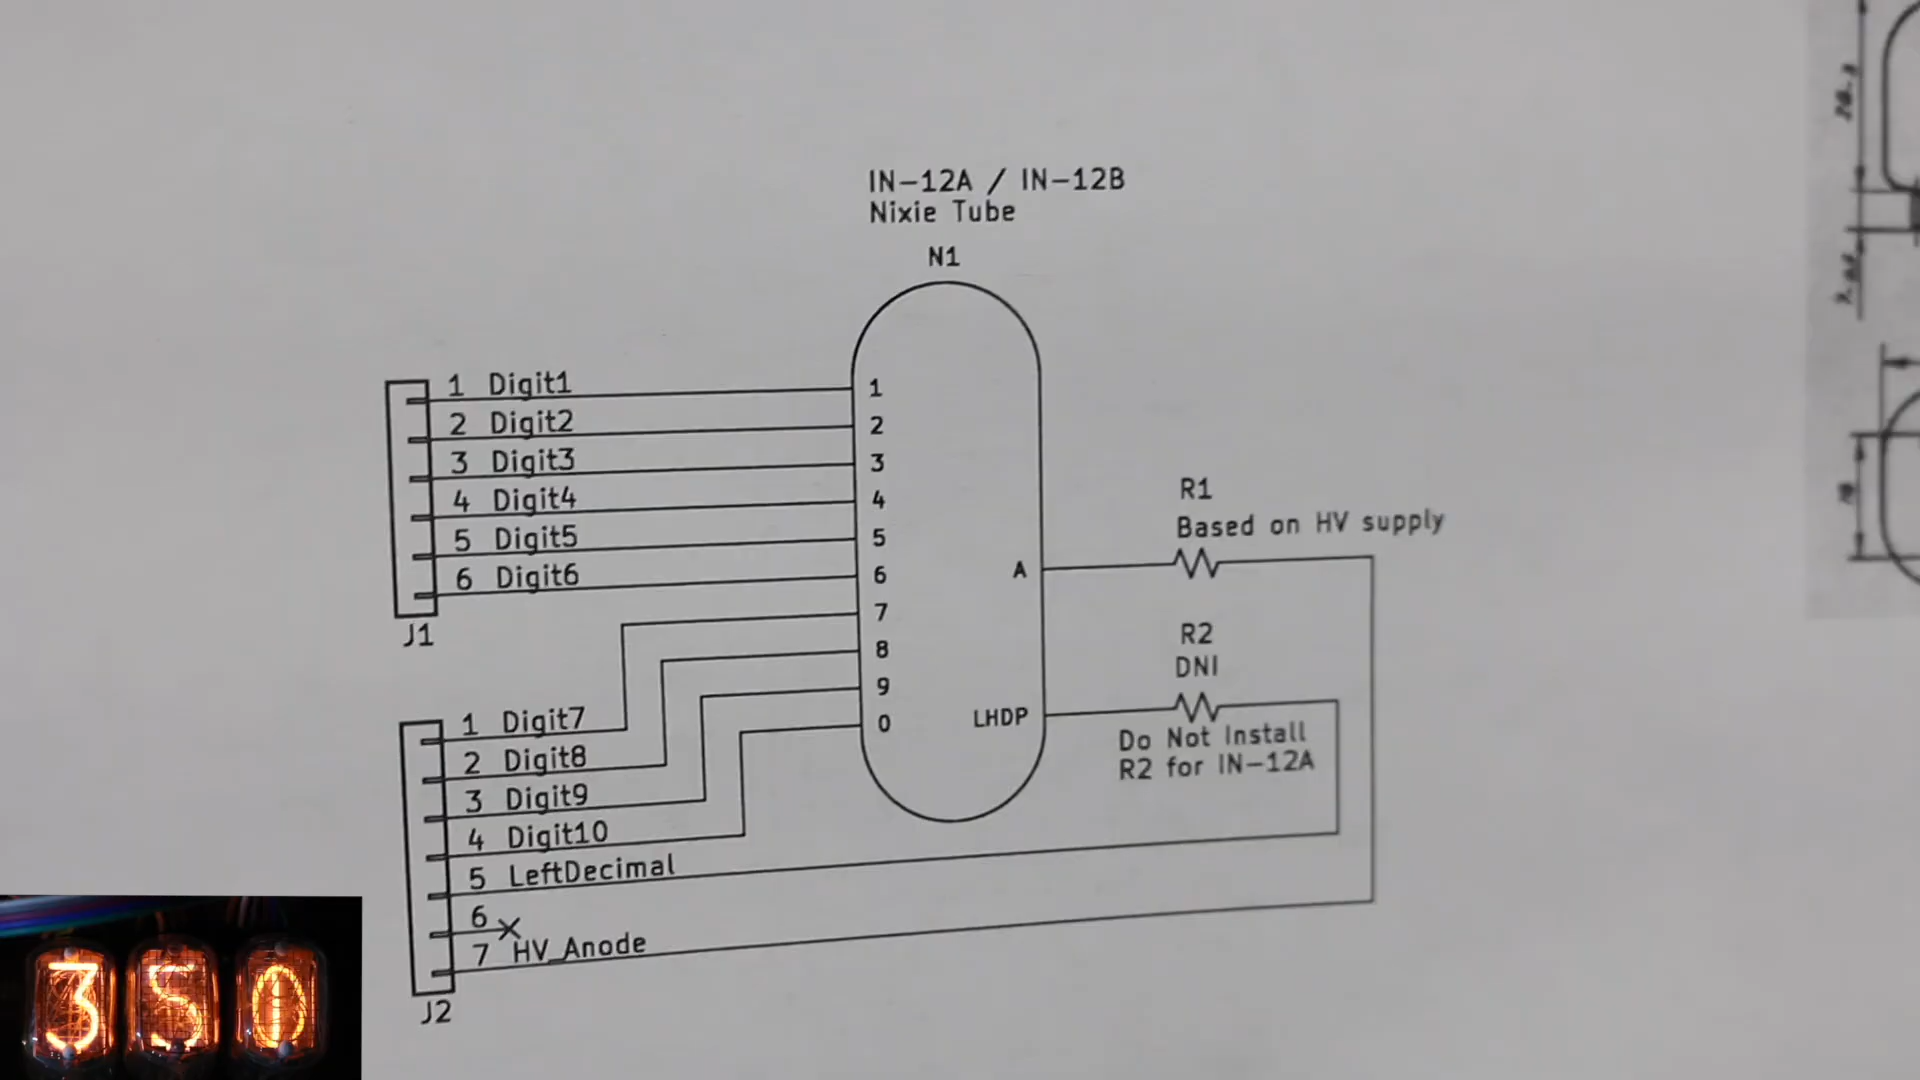 IN-12A / IN-12B
Nixie Tube
N1
1 Digit1
2 Digit2
3 Digit3
4 Digit4
5 Digit5
6 Digit6
J1
1 Digit7
2 Digit8
3 Digit9
4 Digit10
5 LeftDecimal
6
7 HV_Anode
J2
1
2
3
4
5
6
7
8
9
0
A
LHDP
R1
Based on HV supply
R2
DNI
Do Not Install
R2 for IN-12A
350